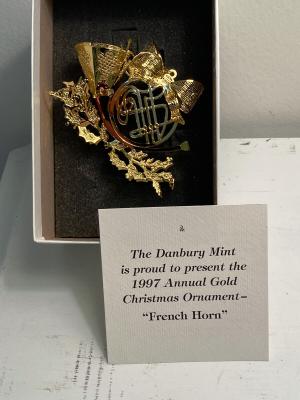 The Danbury Mint
is proud to present the
1997 Annual Gold
Christmas Ornament–
“French Horn”